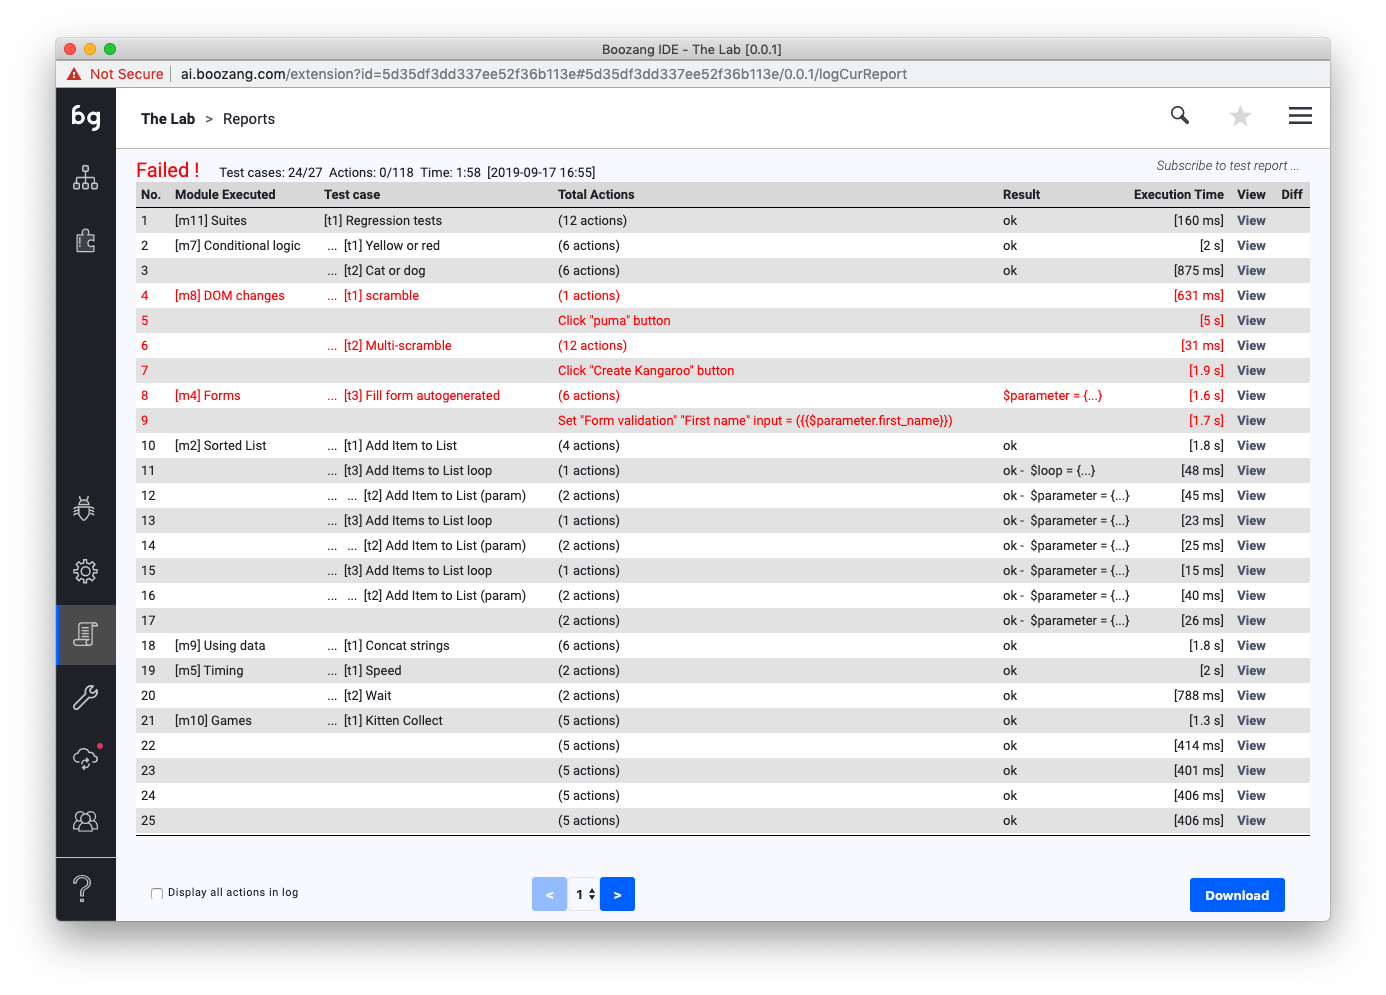 Boozang IDE - The Lab [0.0.1]
Not Secure | ai.boozang.com/extension?id=5d35df3dd337ee52f36b113e#5d35df3dd337ee52f36b113e/0.0.1/logCurReport
bg
The Lab > Reports
Failed ! Test cases: 24/27 Actions: 0/118 Time: 1:58 [2019-09-17 16:55] Subscribe to test report ...
No. Module Executed Test case Total Actions Result Execution Time View Diff
1 [m11] Suites [t1] Regression tests (12 actions) ok [160 ms] View
2 [m7] Conditional logic ... [t1] Yellow or red (6 actions) ok [2 s] View
3 ... [t2] Cat or dog (6 actions) ok [875 ms] View
4 [m8] DOM changes ... [t1] scramble (1 actions) [631 ms] View
5 Click "puma" button [5 s] View
6 ... [t2] Multi-scramble (12 actions) [31 ms] View
7 Click "Create Kangaroo" button [1.9 s] View
8 [m4] Forms ... [t3] Fill form autogenerated (6 actions) $parameter = {...} [1.6 s] View
9 Set "Form validation" "First name" input = ({{$parameter.first_name}}) [1.7 s] View
10 [m2] Sorted List ... [t1] Add Item to List (4 actions) ok [1.8 s] View
11 ... [t3] Add Items to List loop (1 actions) ok - $loop = {...} [48 ms] View
12 ... ... [t2] Add Item to List (param) (2 actions) ok - $parameter = {...} [45 ms] View
13 ... [t3] Add Items to List loop (1 actions) ok - $parameter = {...} [23 ms] View
14 ... ... [t2] Add Item to List (param) (2 actions) ok - $parameter = {...} [25 ms] View
15 ... [t3] Add Items to List loop (1 actions) ok - $parameter = {...} [15 ms] View
16 ... ... [t2] Add Item to List (param) (2 actions) ok - $parameter = {...} [40 ms] View
17 (2 actions) ok - $parameter = {...} [26 ms] View
18 [m9] Using data ... [t1] Concat strings (6 actions) ok [1.8 s] View
19 [m5] Timing ... [t1] Speed (2 actions) ok [2 s] View
20 ... [t2] Wait (2 actions) ok [788 ms] View
21 [m10] Games ... [t1] Kitten Collect (5 actions) ok [1.3 s] View
22 (5 actions) ok [414 ms] View
23 (5 actions) ok [401 ms] View
24 (5 actions) ok [406 ms] View
25 (5 actions) ok [406 ms] View
Display all actions in log < 1 > Download